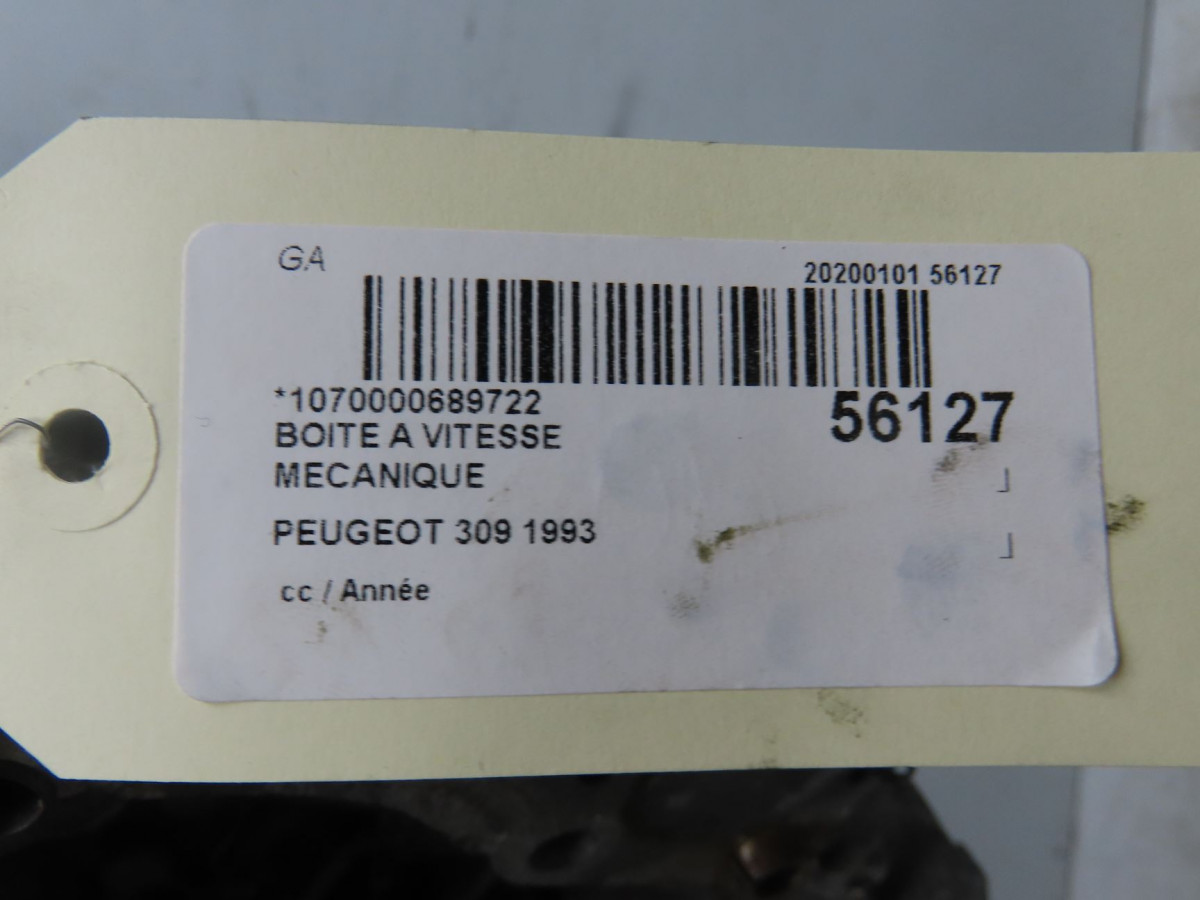 GA
20200101 56127
*1070000689722
56127
BOITE A VITESSE
MECANIQUE
PEUGEOT 309 1993
cc / Année